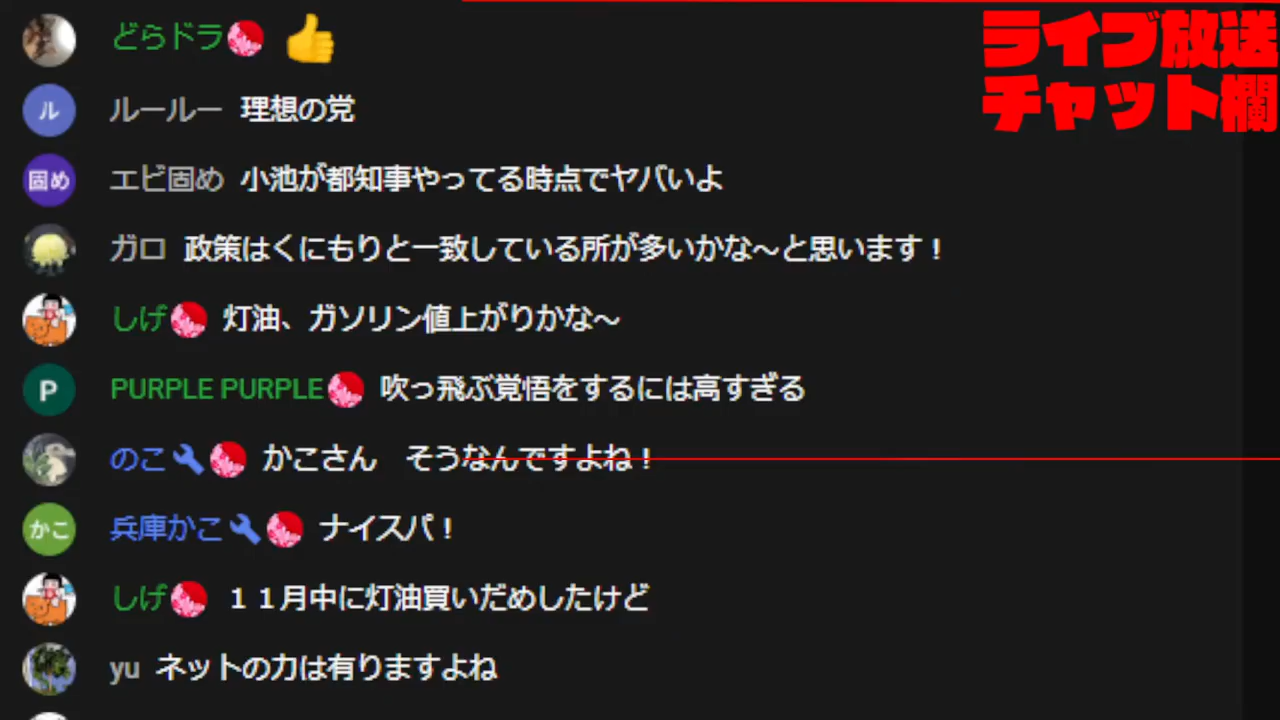 ライブ放送
チャット欄
どらドラ
ル ルールー 理想の党
固め エビ固め 小池が都知事やってる時点でヤバいよ
ガロ 政策はくにもりと一致している所が多いかな～と思います！
しげ 灯油、ガソリン値上がりかな～
P PURPLE PURPLE 吹っ飛ぶ覚悟をするには高すぎる
のこ かこさん　そうなんですよね！
かこ 兵庫かこ ナイスパ！
しげ １１月中に灯油買いだめしたけど
yu ネットの力は有りますよね